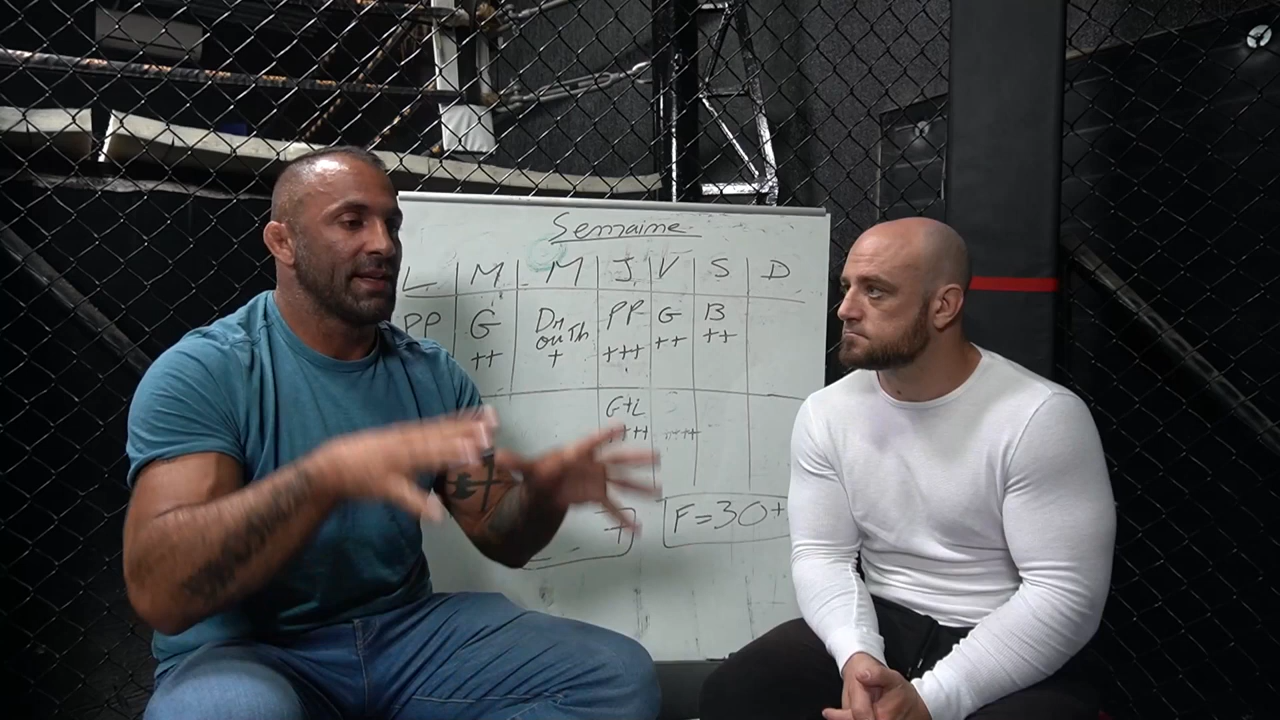 Semaine
L M M J V S D
PP G Dr PP G B
ou Th
++ + +++ ++ ++
G+L
F=30+